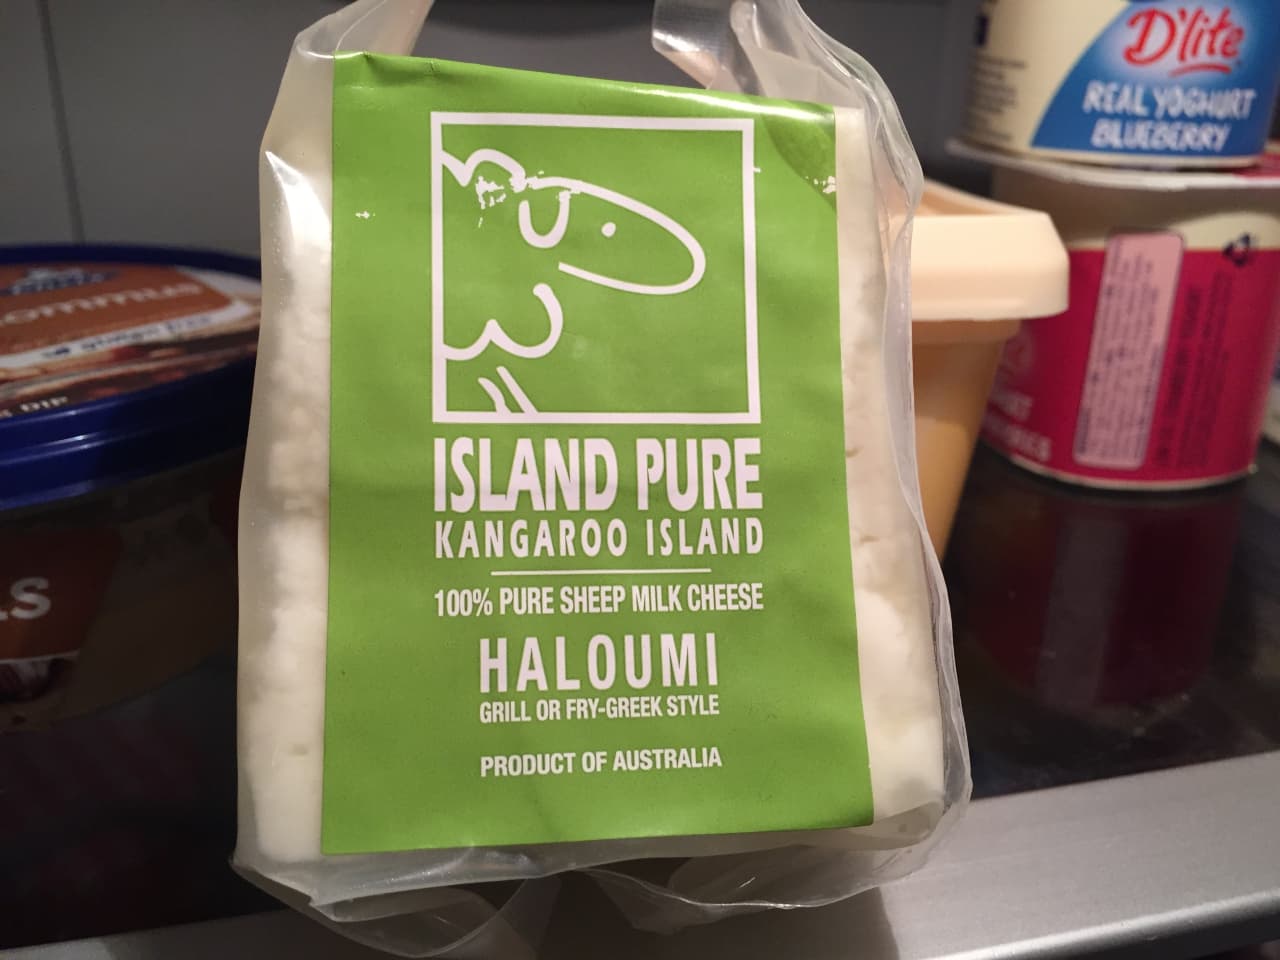 ISLAND PURE
KANGAROO ISLAND
100% PURE SHEEP MILK CHEESE
HALOUMI
GRILL OR FRY-GREEK STYLE
PRODUCT OF AUSTRALIA
D'lite
REAL YOGHURT
BLUEBERRY
DIP